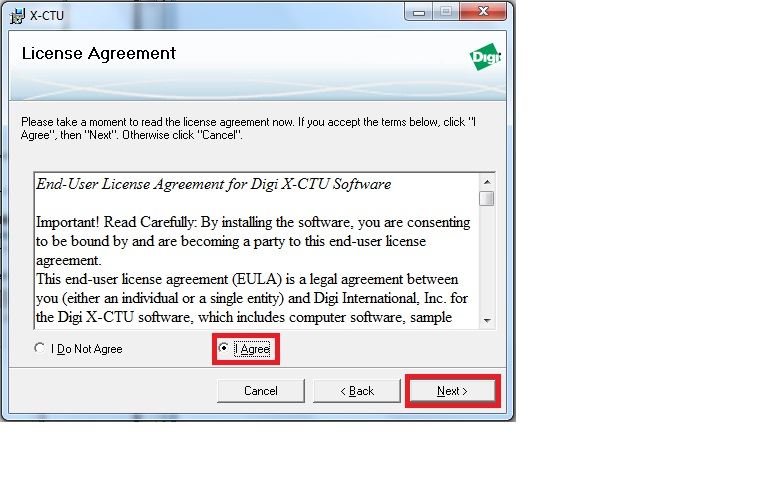 X-CTU
License Agreement
Digi
Please take a moment to read the license agreement now. If you accept the terms below, click "I
Agree", then "Next". Otherwise click "Cancel".
End-User License Agreement for Digi X-CTU Software
Important! Read Carefully: By installing the software, you are consenting
to be bound by and are becoming a party to this end-user license
agreement.
This end-user license agreement (EULA) is a legal agreement between
you (either an individual or a single entity) and Digi International, Inc. for
the Digi X-CTU software, which includes computer software, sample
I Do Not Agree
I Agree
Cancel
< Back
Next >